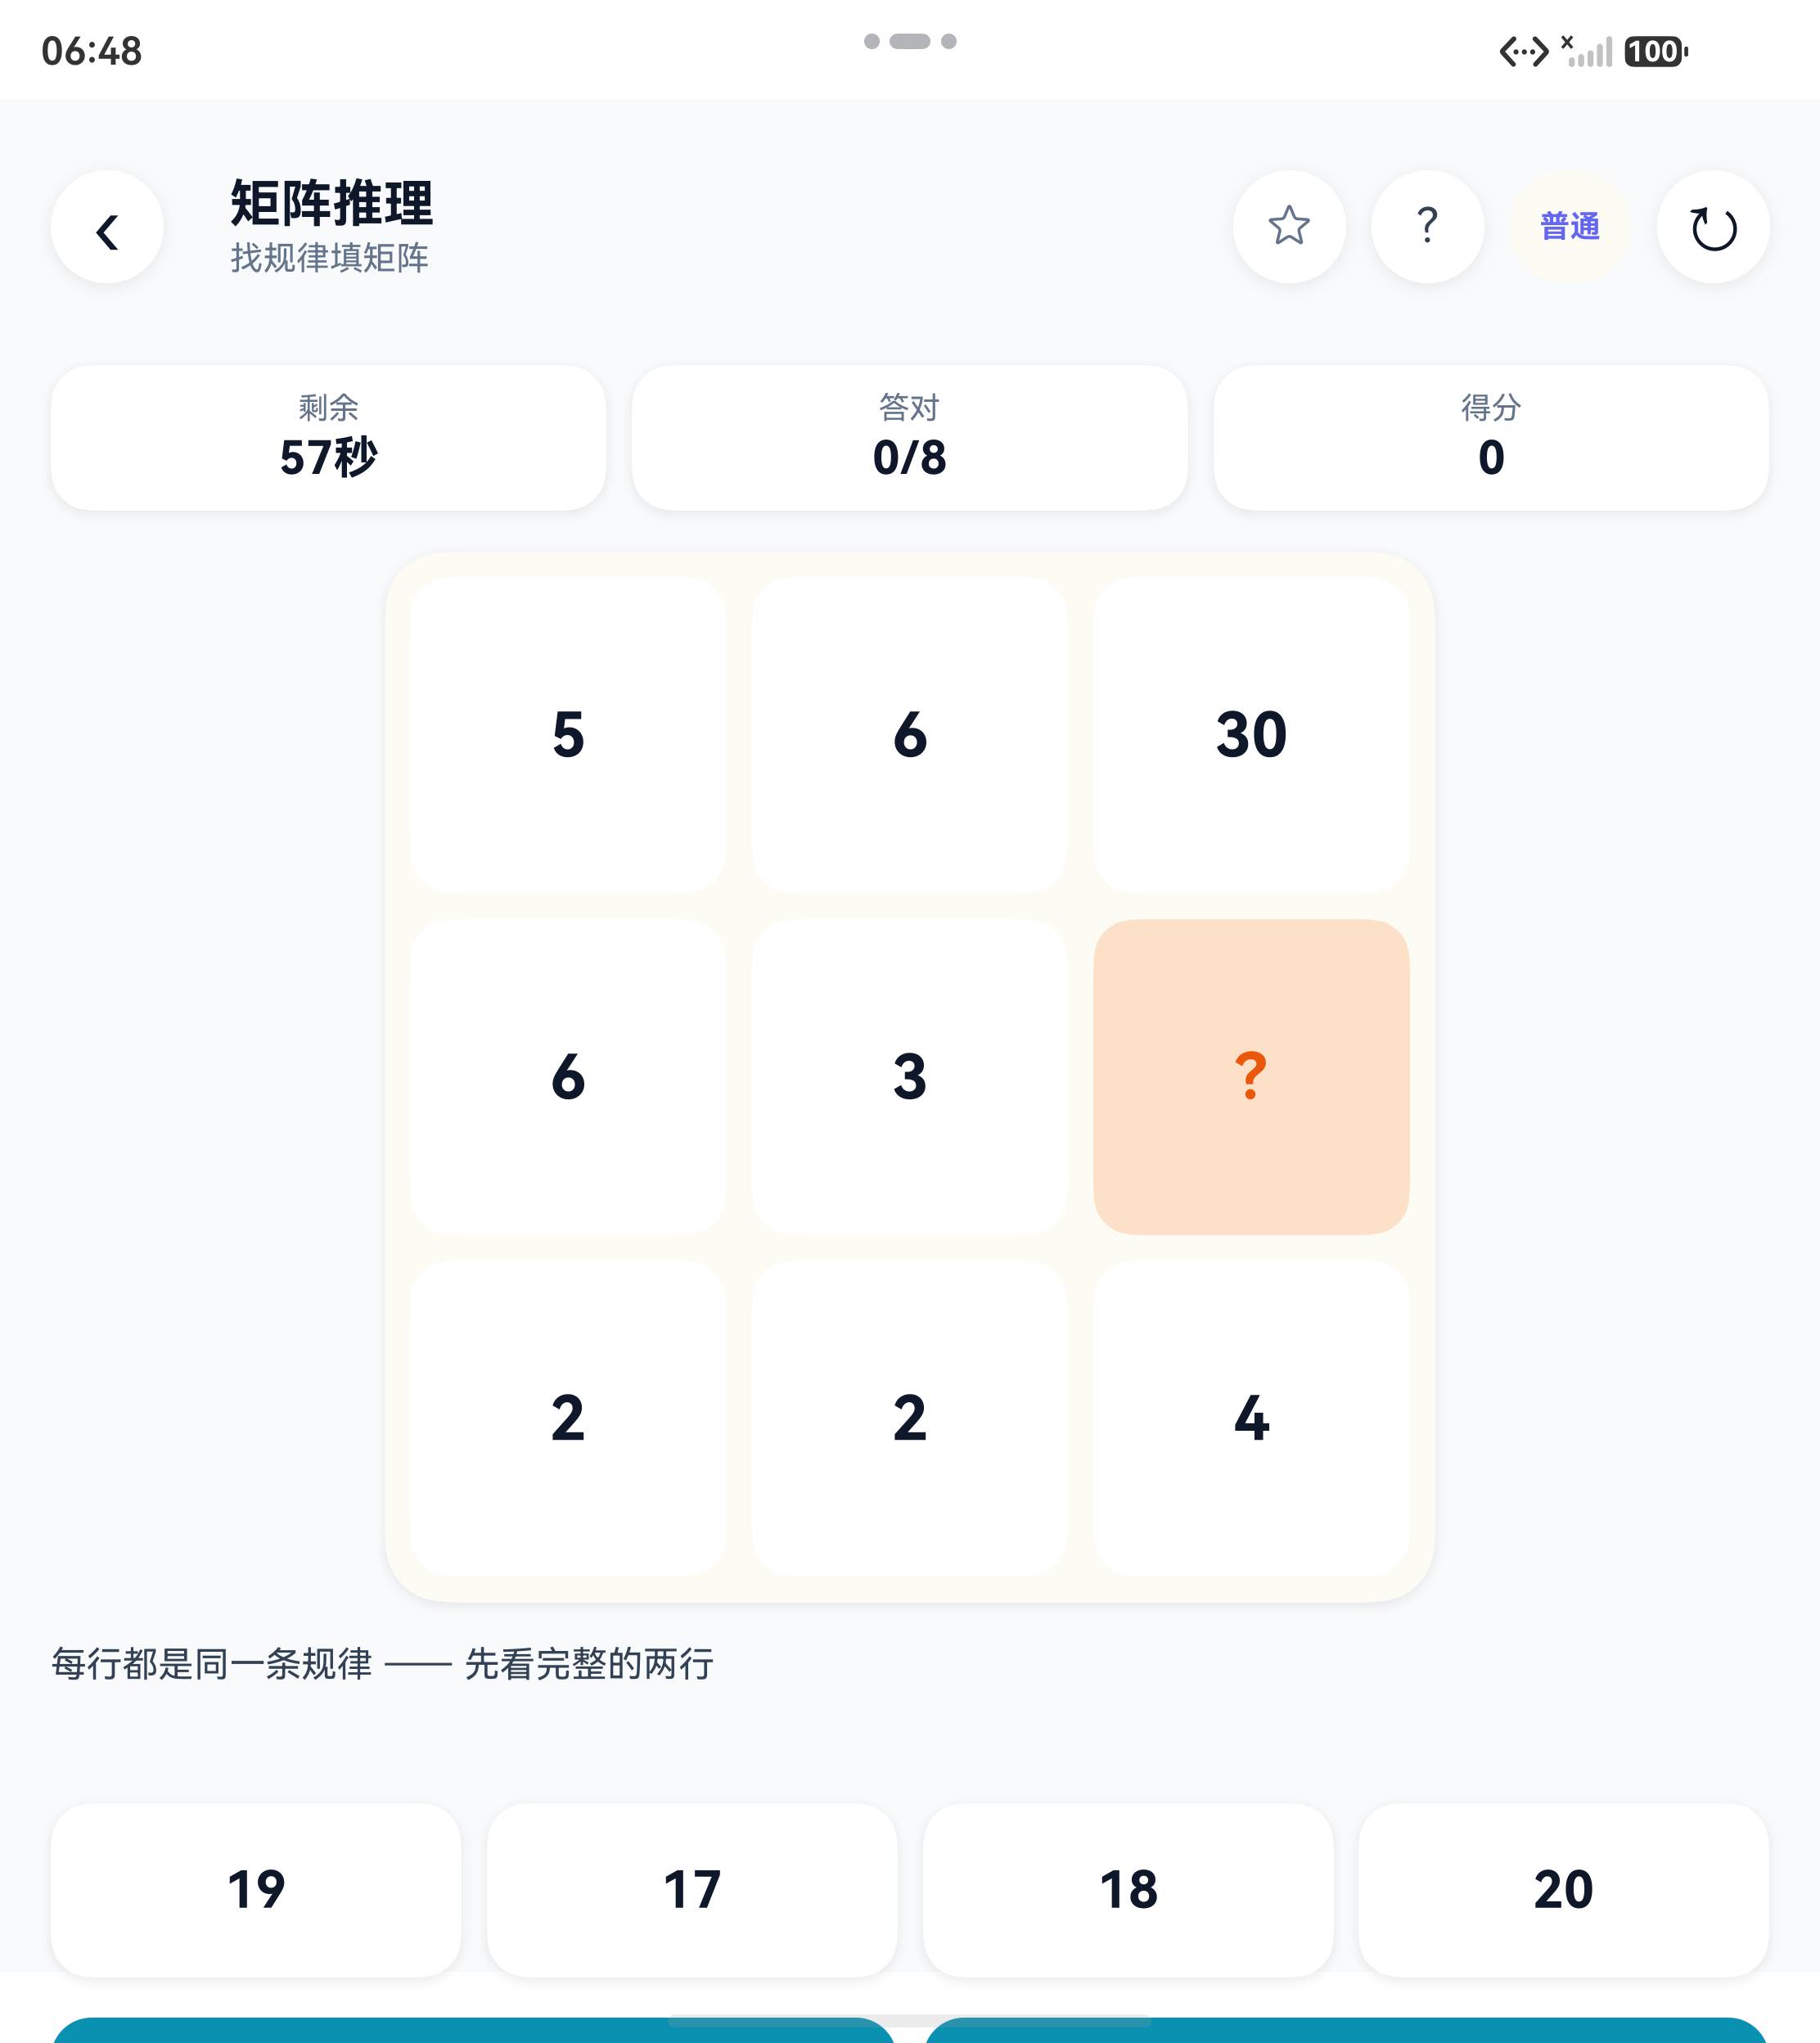 06:48
100
矩阵推理
找规律填矩阵
?
普通
剩余
57秒
答对
0/8
得分
0
5 6 30
6 3 ?
2 2 4
每行都是同一条规律 —— 先看完整的两行
19 17 18 20